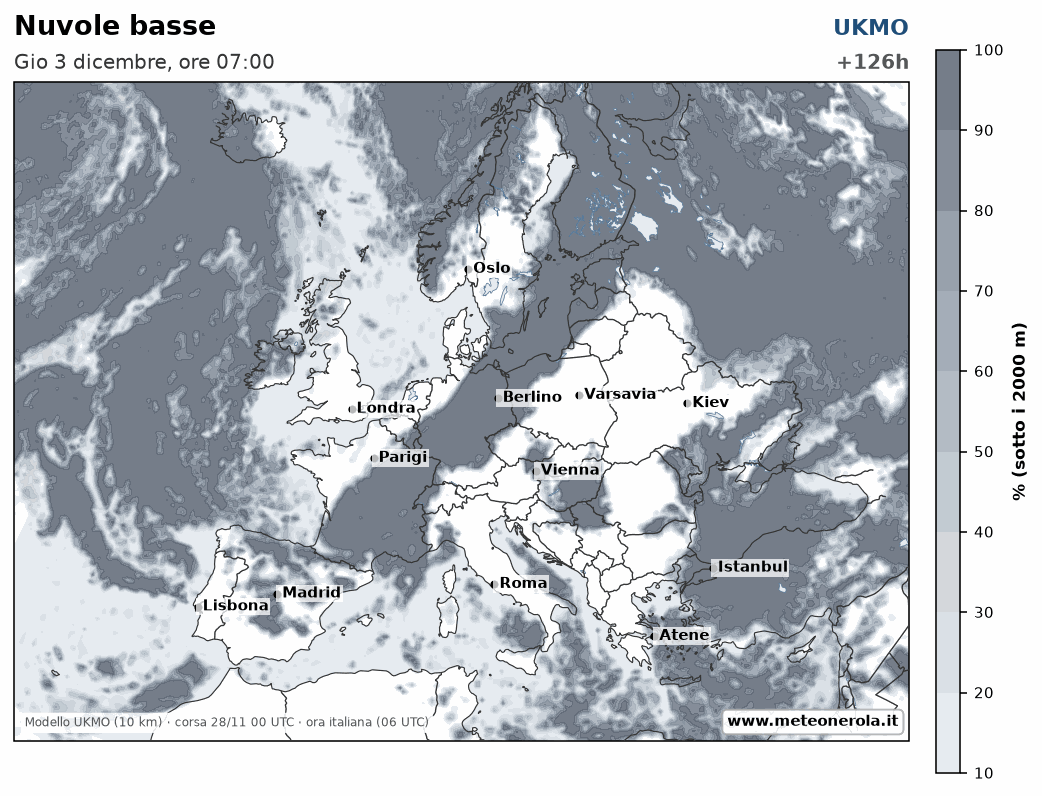 Nuvole basse
UKMO
Gio 3 dicembre, ore 07:00
+126h
100
90
80
70
60
50
40
30
20
10
% (sotto i 2000 m)
Oslo
Londra
Berlino
Varsavia
Kiev
Parigi
Vienna
Istanbul
Madrid
Roma
Lisbona
Atene
Modello UKMO (10 km) · corsa 28/11 00 UTC · ora italiana (06 UTC)
www.meteonerola.it